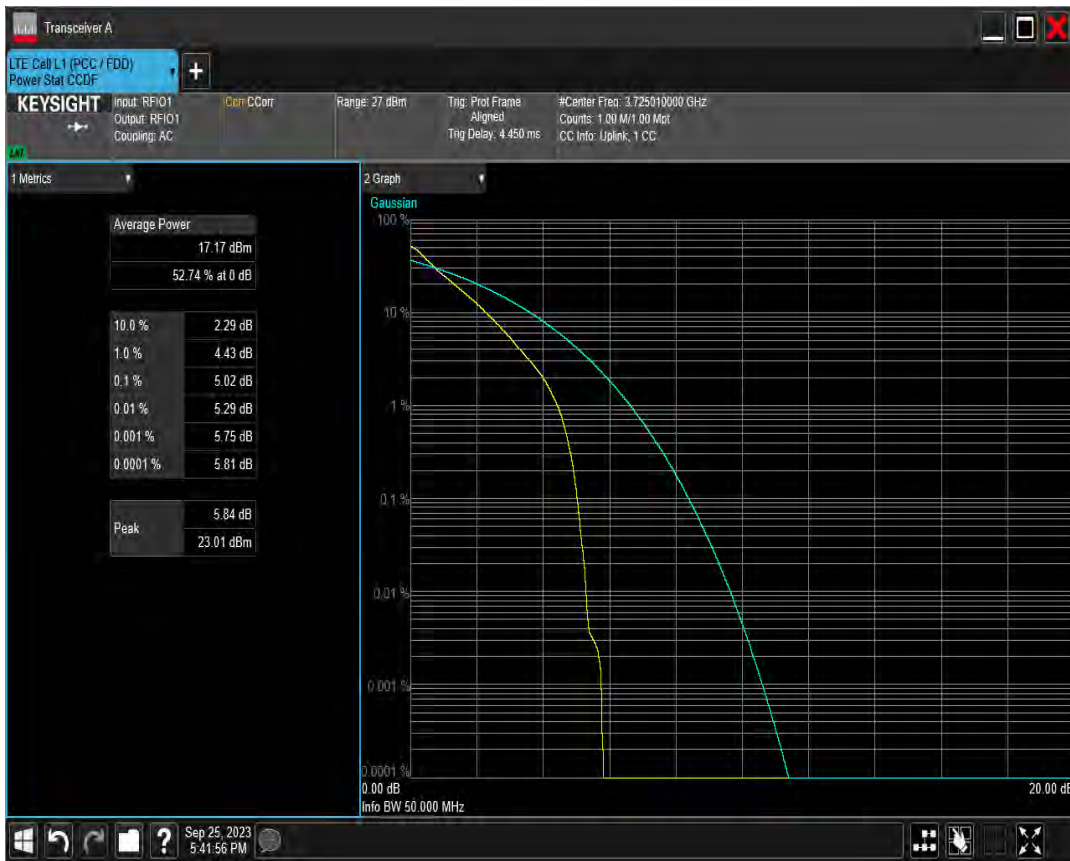 Transceiver A
LTE Cell L1 (PCC / FDD)
Power Stat CCDF
KEYSIGHT
Input: RFIO1
Output: RFIO1
Coupling: AC
Corr CCorr
Range: 27 dBm
Trig: Prot Frame
Aligned
Trig Delay: 4.450 ms
#Center Freq: 3.725010000 GHz
Counts: 1.00 M/1.00 Mpt
CC Info: Uplink, 1 CC
LXI
1 Metrics
Average Power
17.17 dBm
52.74 % at 0 dB
10.0 % 2.29 dB
1.0 % 4.43 dB
0.1 % 5.02 dB
0.01 % 5.29 dB
0.001 % 5.75 dB
0.0001 % 5.81 dB
Peak 5.84 dB
23.01 dBm
2 Graph
Gaussian
100 %
10 %
1 %
0.1 %
0.01 %
0.001 %
0.0001 %
0.00 dB
20.00 dB
Info BW 50.000 MHz
Sep 25, 2023
5:41:56 PM